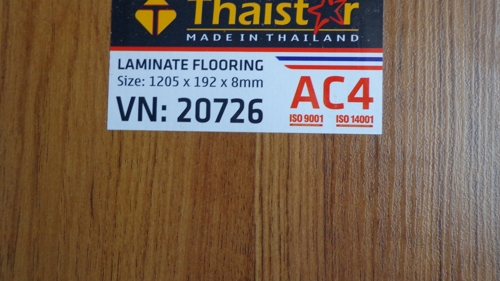 Thaistar
MADE IN THAILAND
LAMINATE FLOORING
Size: 1205 x 192 x 8mm
VN: 20726
AC4
ISO 9001 ISO 14001